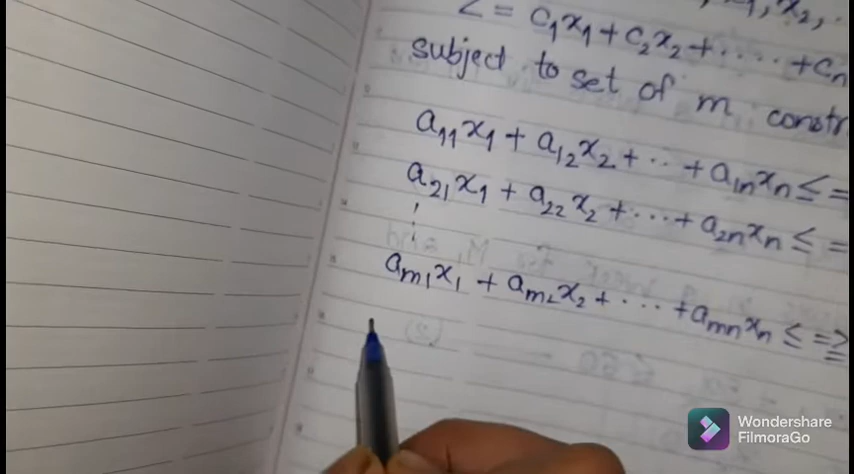 x₂, .
Z = C₁x₁ + C₂x₂ + ..... + Cn
subject to set of m constr
a₁₁x₁ + a₁₂x₂ + ... + a₁ₙxₙ ≤ =
a₂₁x₁ + a₂₂x₂ + .... + a₂ₙxₙ ≤ =
aₘ₁x₁ + aₘ₂x₂ + .... + aₘₙxₙ ≤ = ≥
Wondershare
FilmoraGo